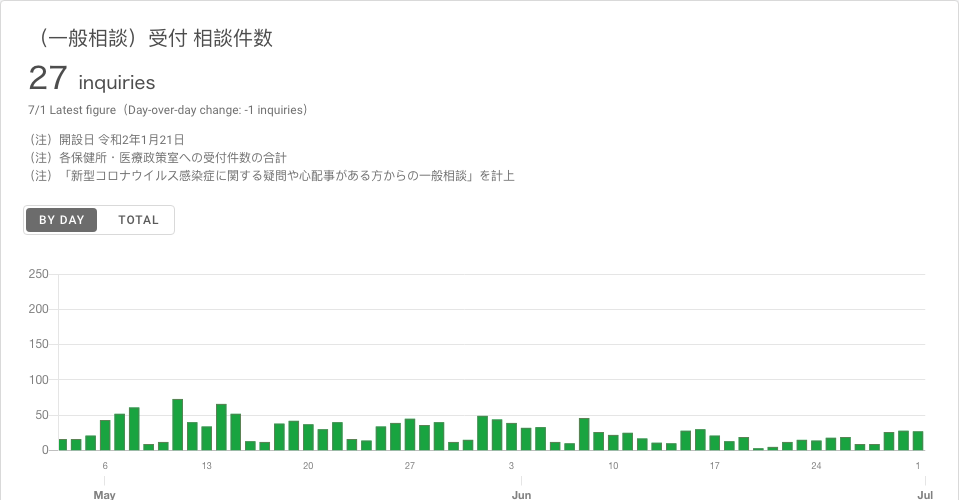 （一般相談）受付 相談件数
27 inquiries
7/1 Latest figure（Day-over-day change: -1 inquiries）
（注）開設日 令和2年1月21日
（注）各保健所・医療政策室への受付件数の合計
（注）「新型コロナウイルス感染症に関する疑問や心配事がある方からの一般相談」を計上
BY DAY TOTAL
250
200
150
100
50
0
6 13 20 27 3 10 17 24 1
May Jun Jul